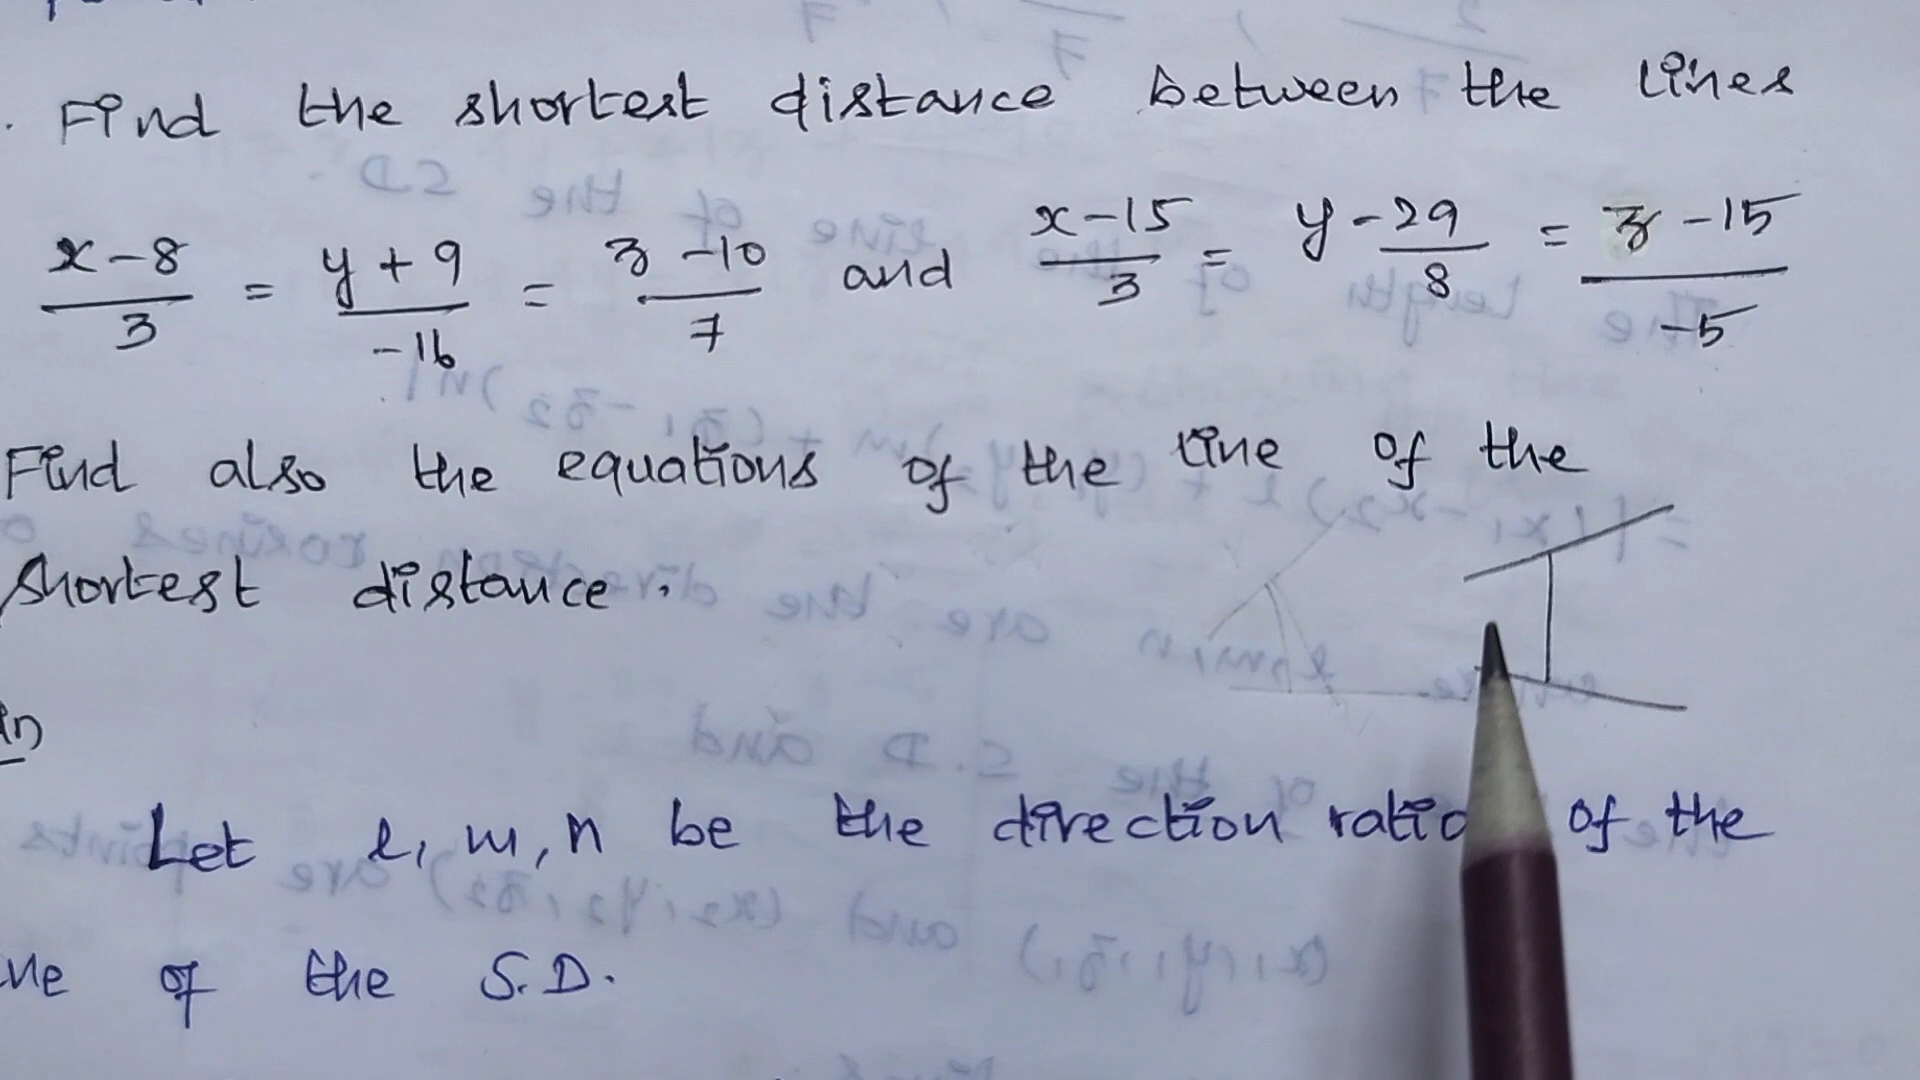 . Find the shortest distance between the lines
x-8/3 = y+9/-16 = z-10/7 and x-15/3 = y-29/8 = z-15/-5
Find also the equations of the line of the
shortest distance.
Let l, m, n be the direction ratio of the
of the S.D.